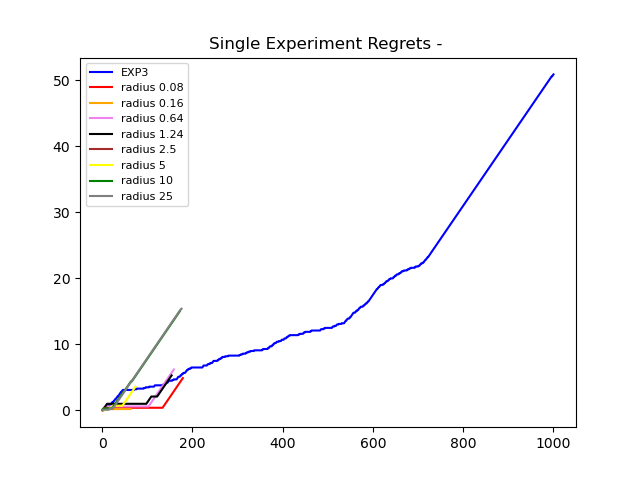 Single Experiment Regrets -
50
40
30
20
10
0
EXP3
radius 0.08
radius 0.16
radius 0.64
radius 1.24
radius 2.5
radius 5
radius 10
radius 25
0 200 400 600 800 1000